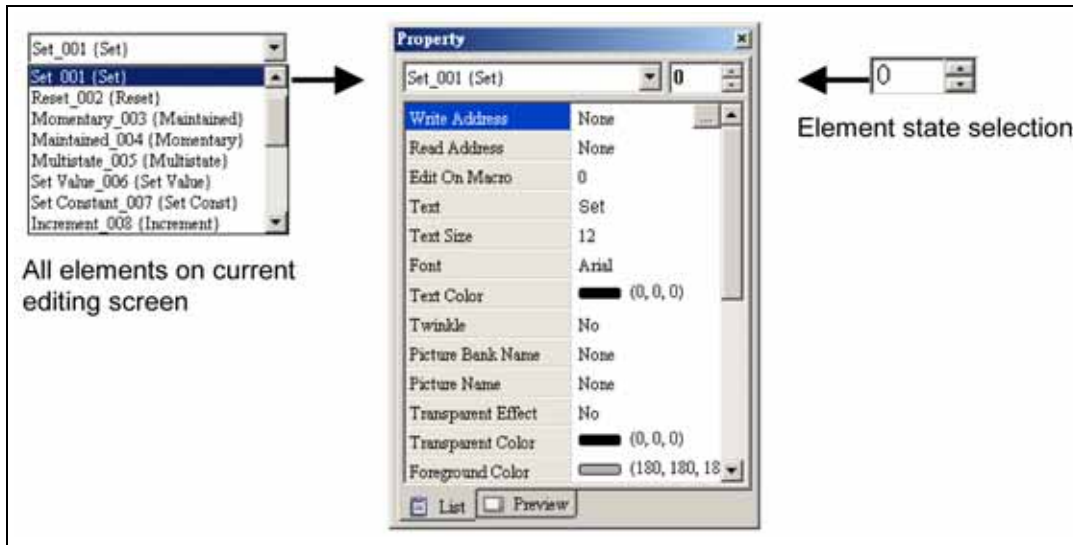 Set_001 {Set}
Set_001 {Set}
Reset_002 {Reset}
Momentary_003 {Maintained}
Maintained_004 {Momentary}
Multistate_005 {Multistate}
Set Value_006 {Set Value}
Set Constant_007 {Set Const}
Increment_008 {Increment}
All elements on current
editing screen
Property
Set_001 {Set} 0
Write Address None ...
Read Address None
Edit On Macro 0
Text Set
Text Size 12
Font Arial
Text Color (0, 0, 0)
Twinkle No
Picture Bank Name None
Picture Name None
Transparent Effect No
Transparent Color (0, 0, 0)
Foreground Color (180, 180, 18
List Preview
0
Element state selection